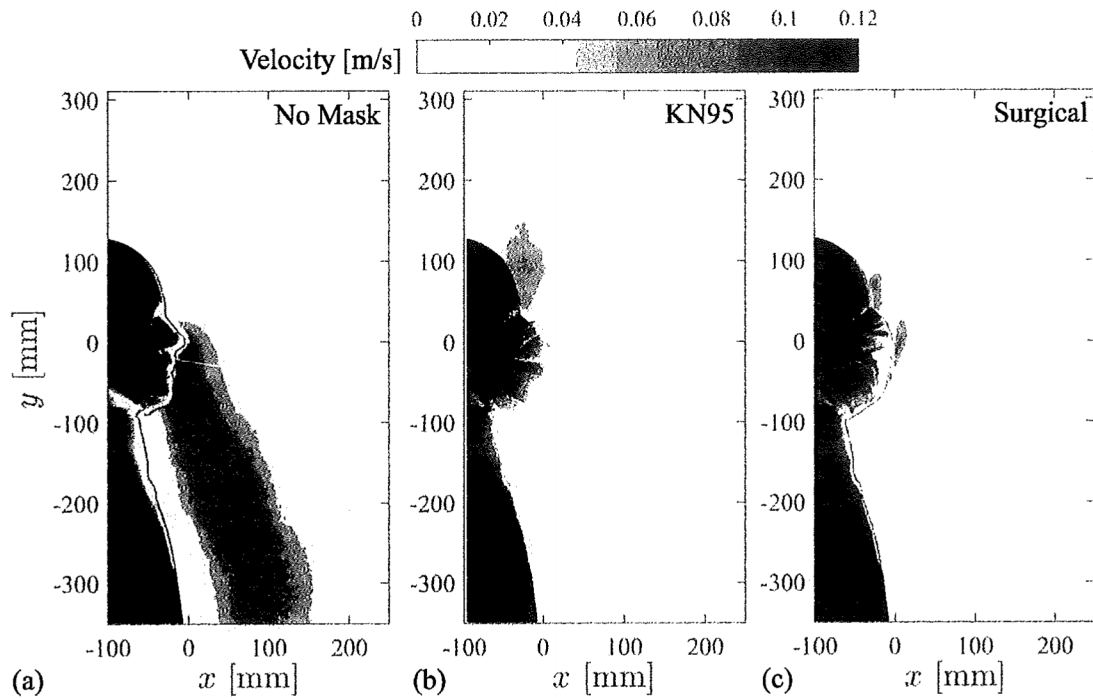 0 0.02 0.04 0.06 0.08 0.1 0.12
Velocity [m/s]
300 No Mask 300 KN95 300 Surgical
200 200 200
100 100 100
y [mm] 0 0 0
-100 -100 -100
-200 -200 -200
-300 -300 -300
-100 0 100 200 -100 0 100 200 -100 0 100 200
(a) x [mm] (b) x [mm] (c) x [mm]